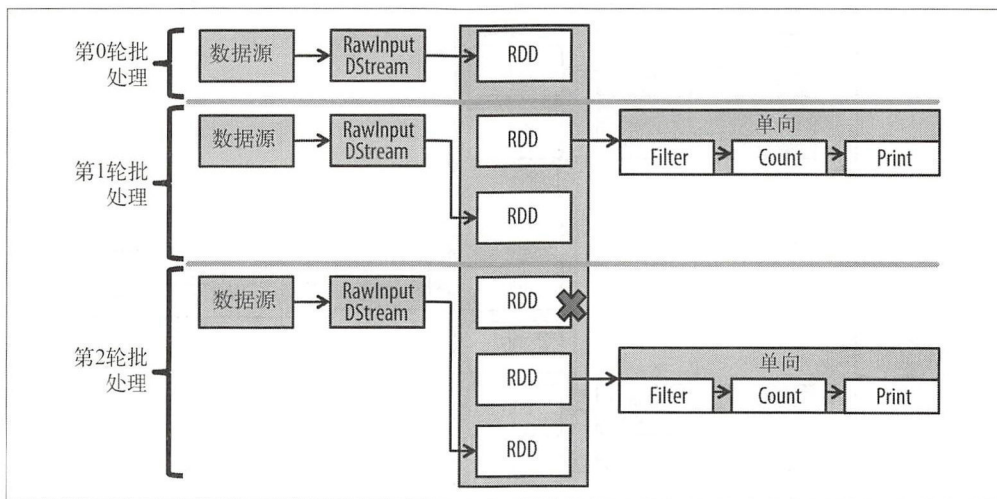 第0轮批
处理
数据源
RawInput
DStream
RDD
第1轮批
处理
数据源
RawInput
DStream
RDD
RDD
单向
Filter
Count
Print
第2轮批
处理
数据源
RawInput
DStream
RDD
RDD
RDD
单向
Filter
Count
Print